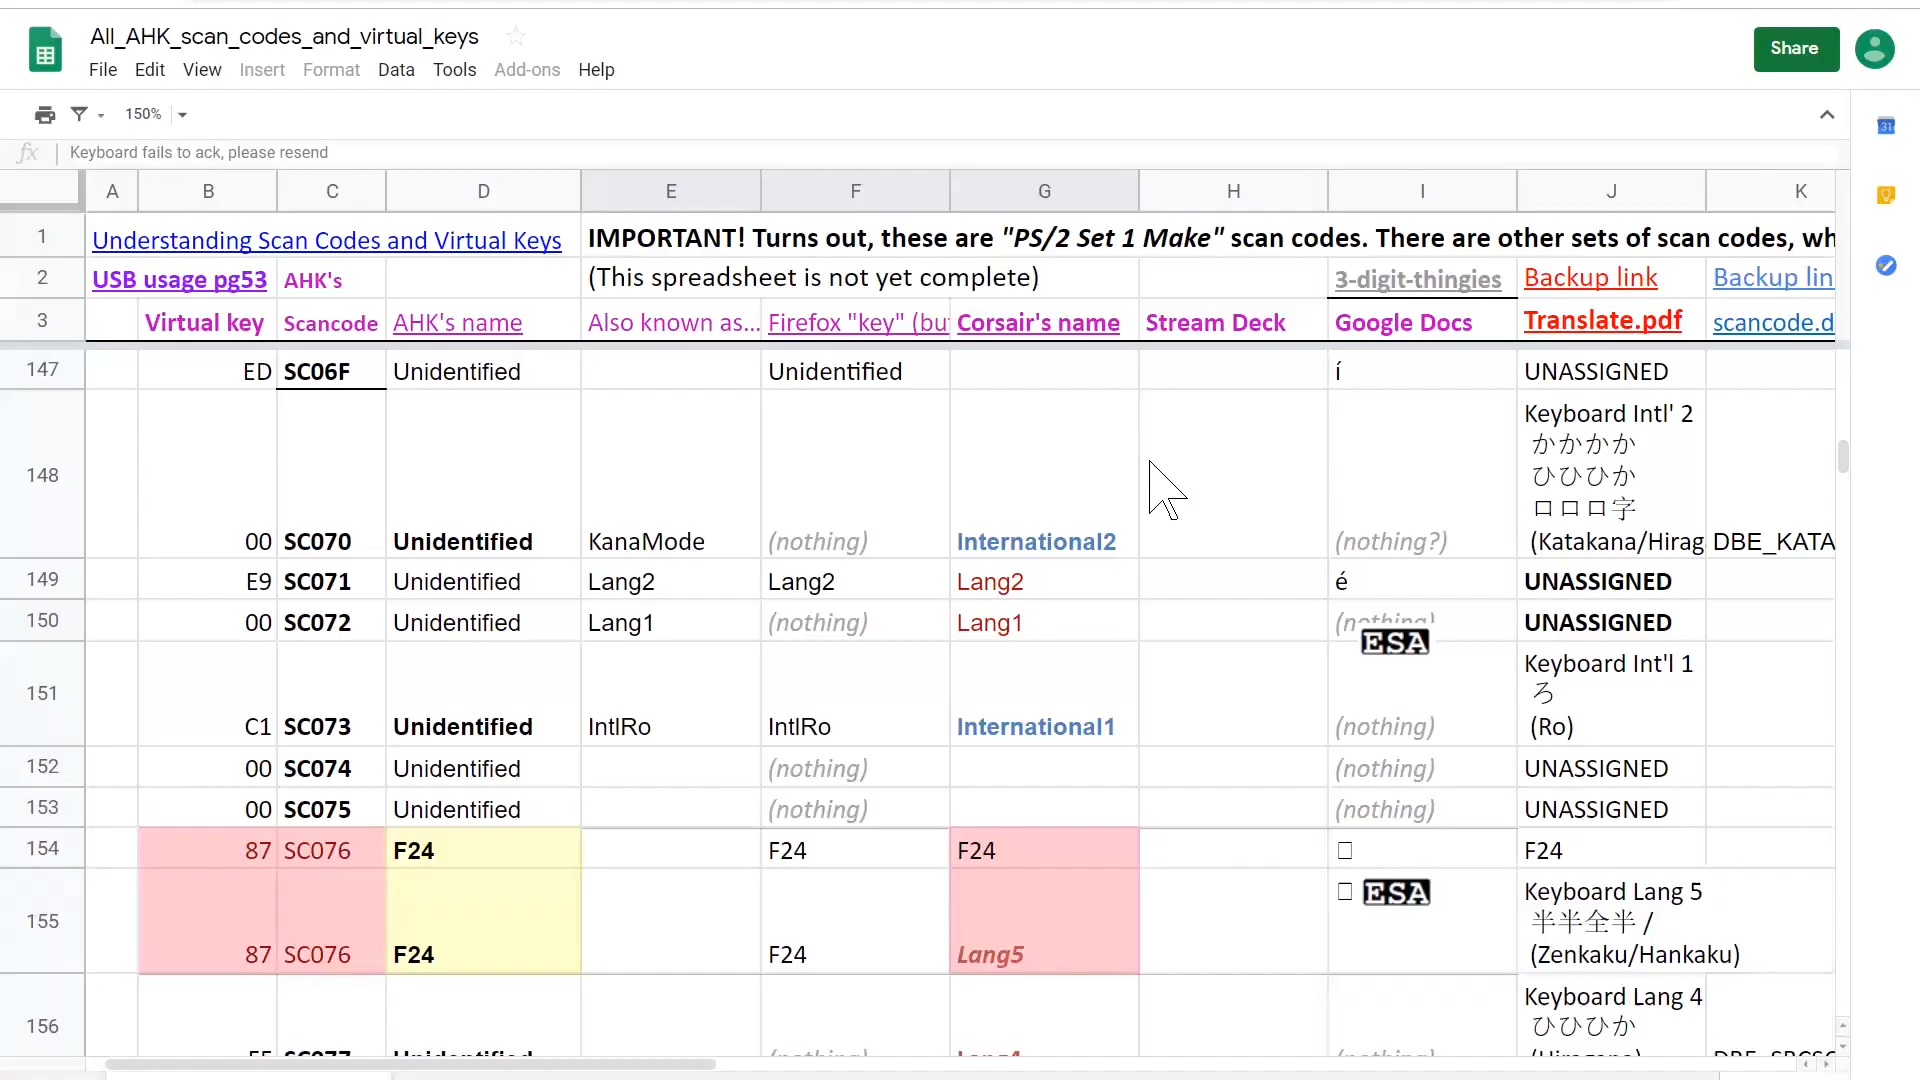 All_AHK_scan_codes_and_virtual_keys
File Edit View Insert Format Data Tools Add-ons Help
Share
150%
31
fx Keyboard fails to ack, please resend
A B C D E F G H I J K
1 Understanding Scan Codes and Virtual Keys IMPORTANT! Turns out, these are "PS/2 Set 1 Make" scan codes. There are other sets of scan codes, wh
2 USB usage pg53 AHK's (This spreadsheet is not yet complete) 3-digit-thingies Backup link Backup lin
3 Virtual key Scancode AHK's name Also known as... Firefox "key" (bu Corsair's name Stream Deck Google Docs Translate.pdf scancode.d
147 ED SC06F Unidentified Unidentified í UNASSIGNED
Keyboard Intl' 2
かかかか
148 ひひひか
ロロロ字
00 SC070 Unidentified KanaMode (nothing) International2 (nothing?) (Katakana/Hirag DBE_KATA
149 E9 SC071 Unidentified Lang2 Lang2 Lang2 é UNASSIGNED
150 00 SC072 Unidentified Lang1 (nothing) Lang1 (nothing) UNASSIGNED
ESA
Keyboard Int'l 1
151 ろ
C1 SC073 Unidentified IntlRo IntlRo International1 (nothing) (Ro)
152 00 SC074 Unidentified (nothing) (nothing) UNASSIGNED
153 00 SC075 Unidentified (nothing) (nothing) UNASSIGNED
154 87 SC076 F24 F24 F24 F24
ESA Keyboard Lang 5
155 半半全半 /
87 SC076 F24 F24 Lang5 (Zenkaku/Hankaku)
Keyboard Lang 4
156 ひひひか
SC077 Unidentified (nothing) Lang4 (nothing) (Hiragana)